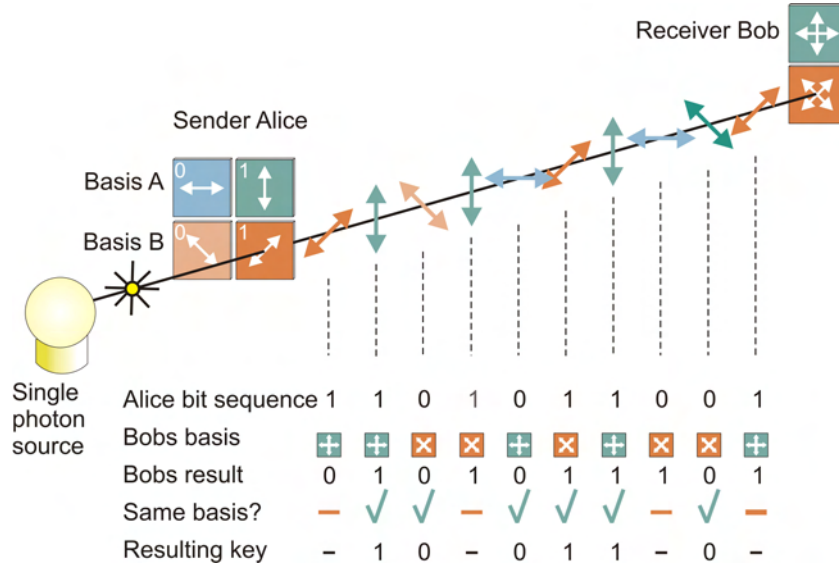 Receiver Bob
Sender Alice
Basis A
0 1
Basis B
0 1
Single
photon
source
Alice bit sequence 1 1 0 1 0 1 1 0 0 1
Bobs basis
Bobs result 0 1 0 1 0 1 1 1 0 1
Same basis? – √ √ – √ √ √ – √ –
Resulting key – 1 0 – 0 1 1 – 0 –